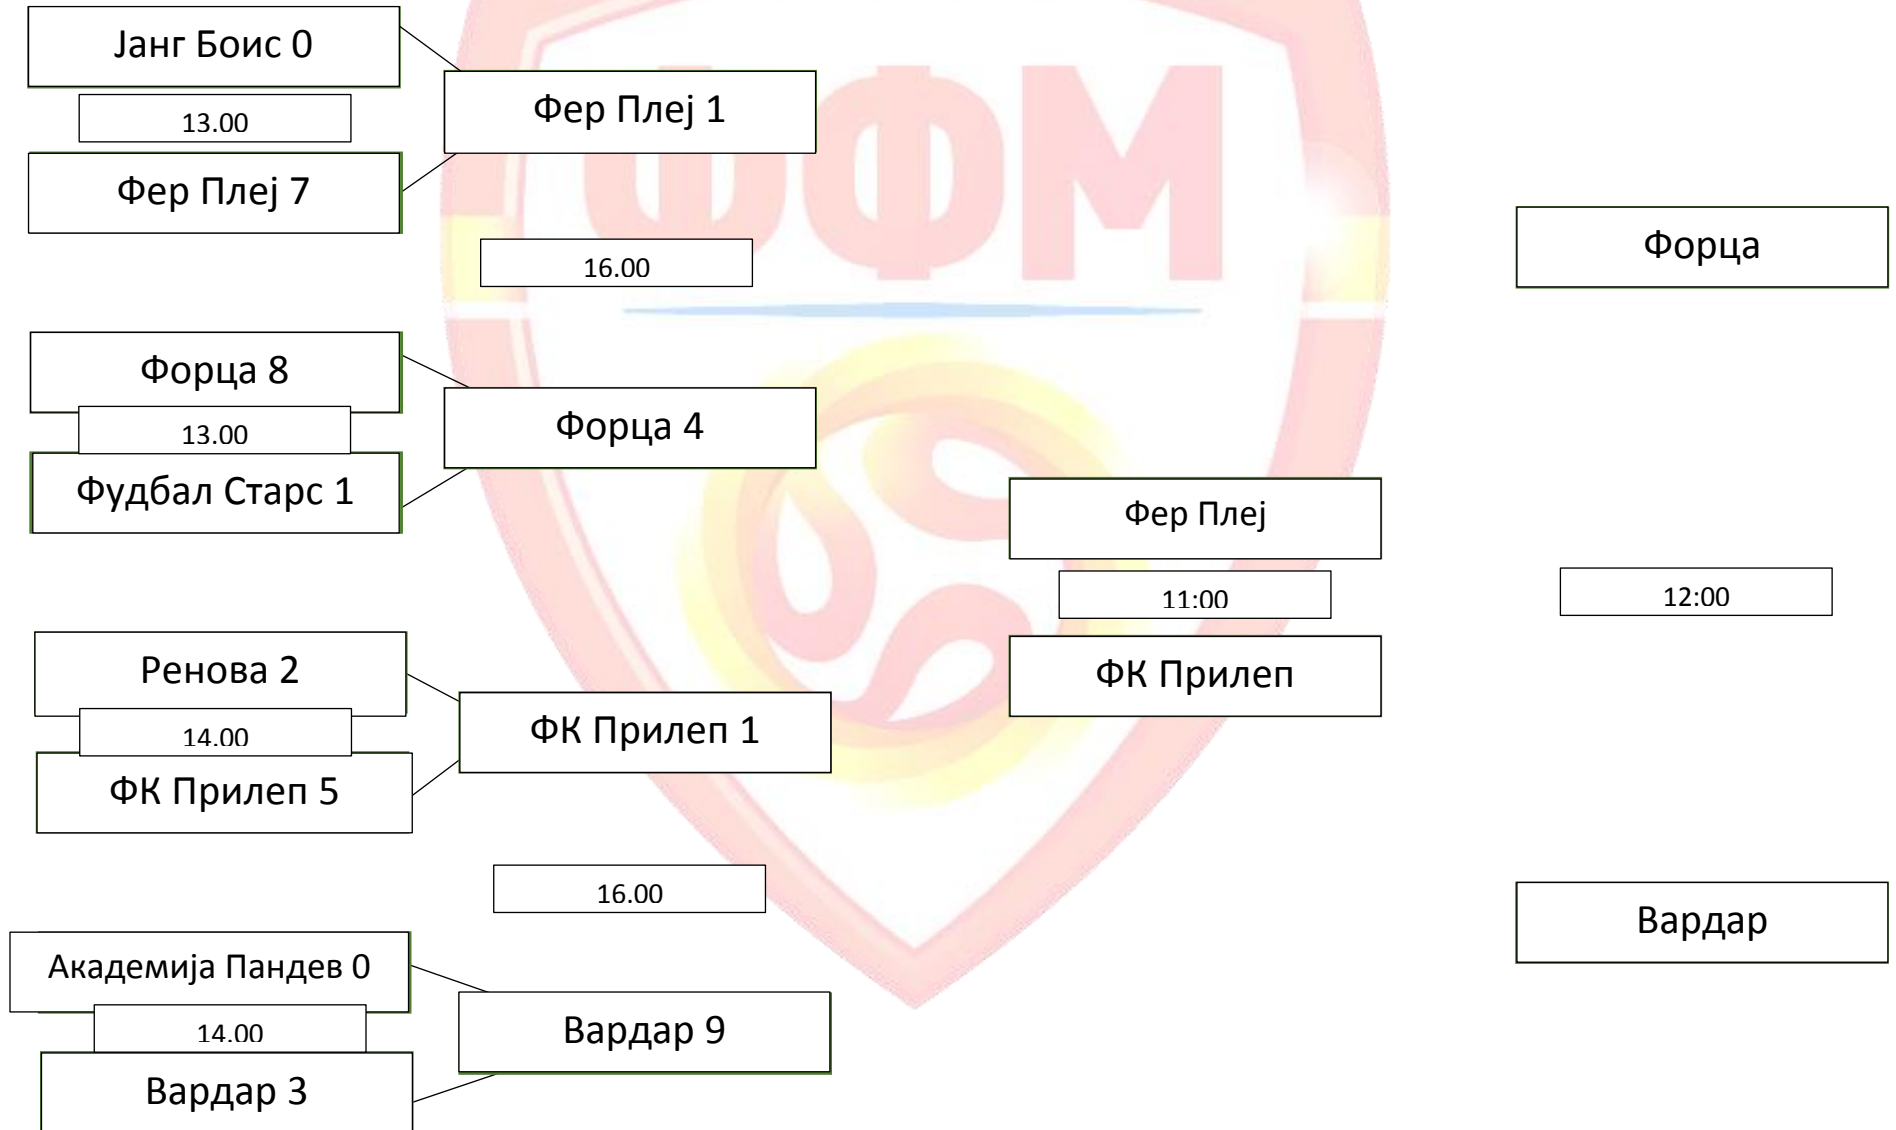 Јанг Боис 0
13.00
Фер Плеј 7
Фер Плеј 1
16.00
Форца 8
13.00
Фудбал Старс 1
Форца 4
Ренова 2
14.00
ФК Прилеп 5
ФК Прилеп 1
16.00
Академија Пандев 0
14.00
Вардар 3
Вардар 9
Фер Плеј
11:00
ФК Прилеп
Форца
12:00
Вардар
ФФМ